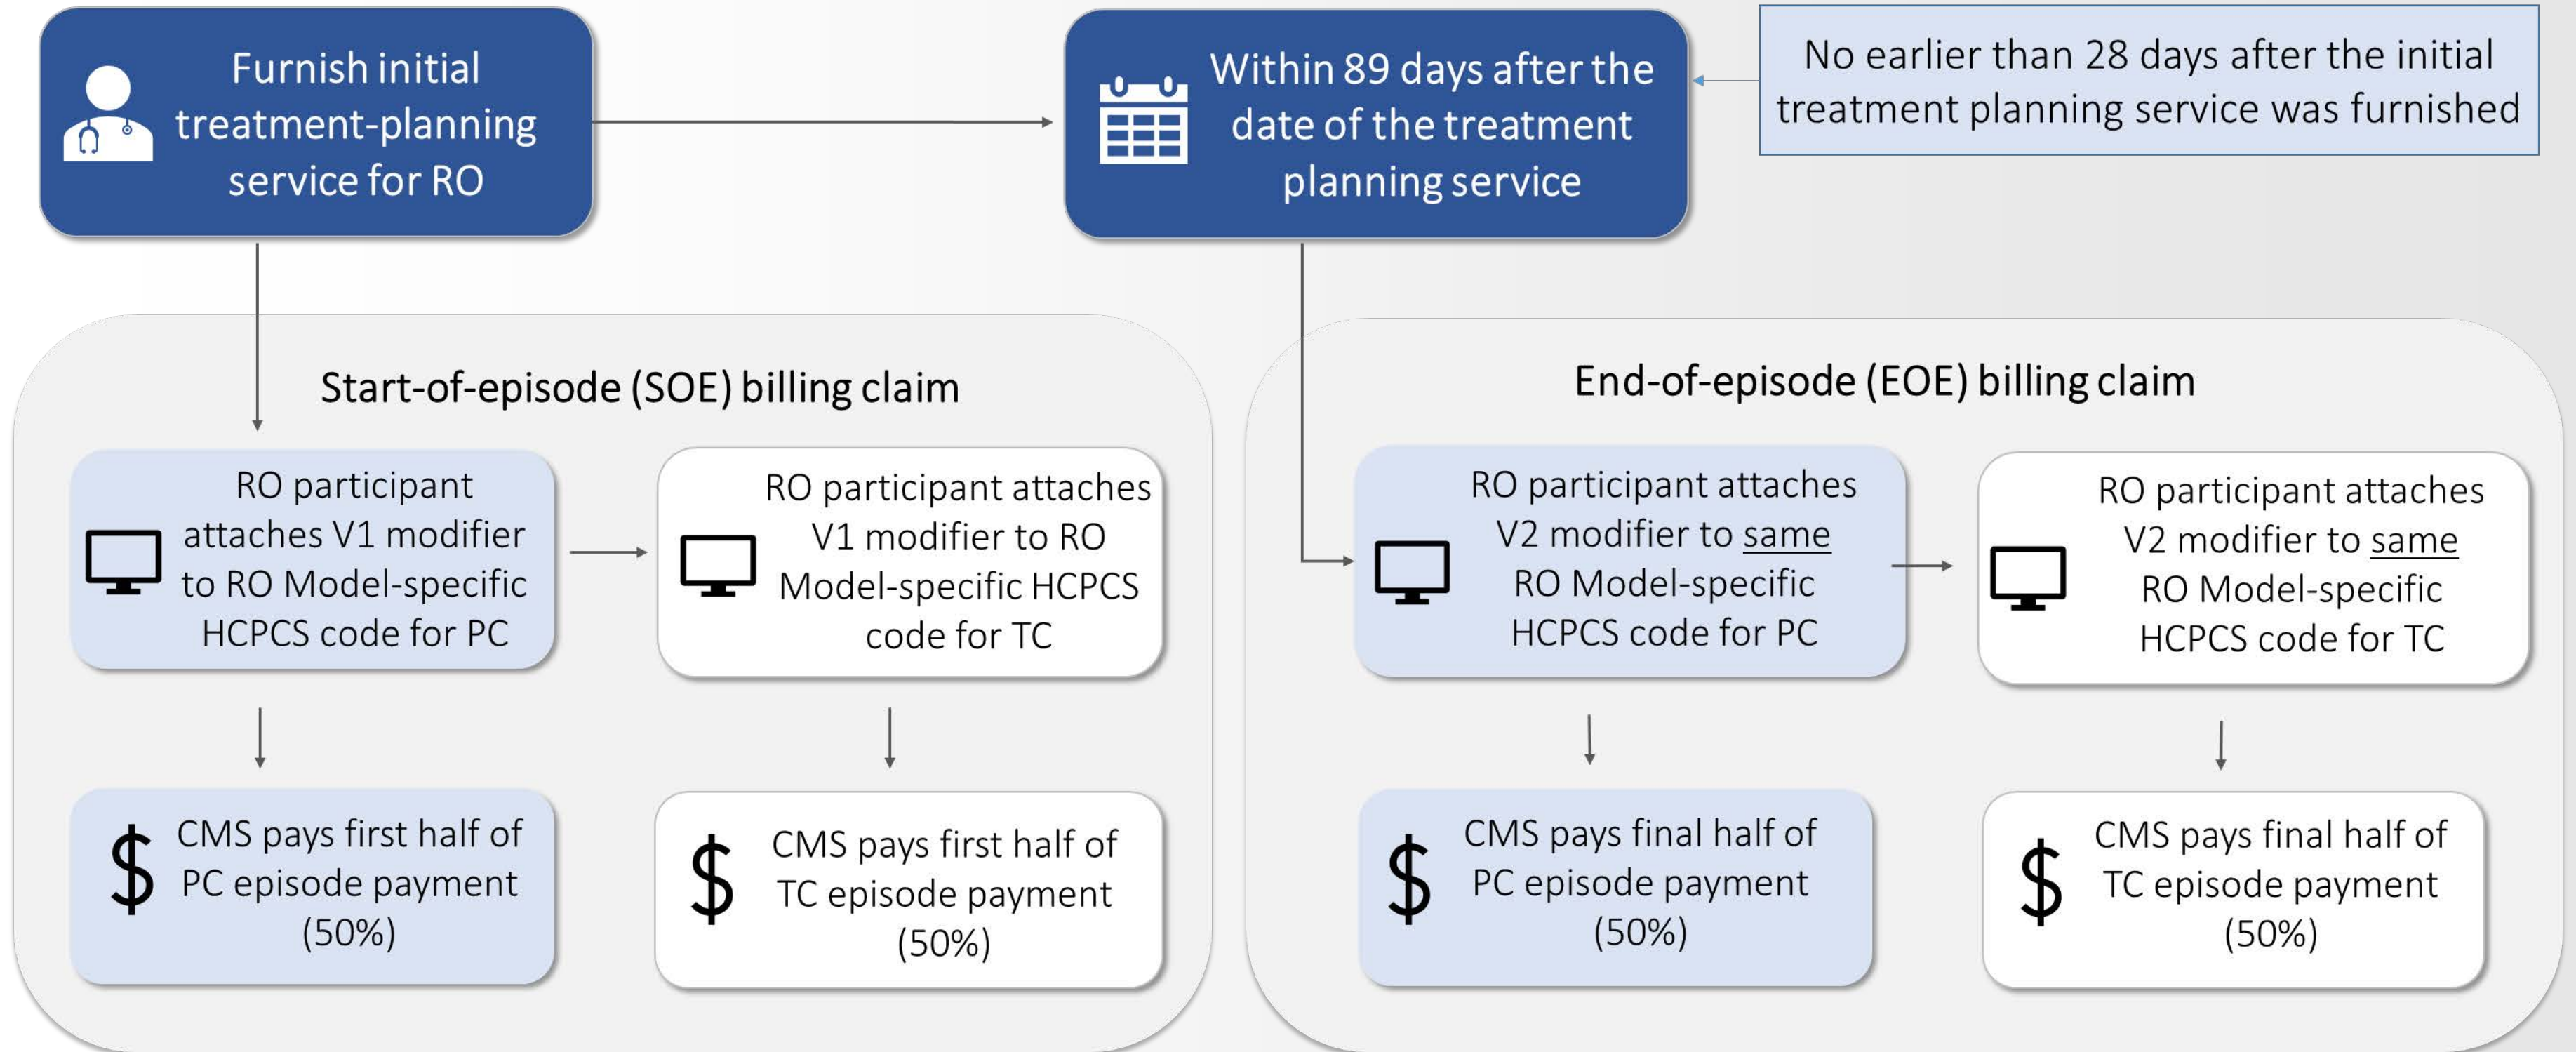 Furnish initial
treatment-planning
service for RO
Within 89 days after the
date of the treatment
planning service
No earlier than 28 days after the initial
treatment planning service was furnished
Start-of-episode (SOE) billing claim
RO participant
attaches V1 modifier
to RO Model-specific
HCPCS code for PC
RO participant attaches
V1 modifier to RO
Model-specific HCPCS
code for TC
$
CMS pays first half of
PC episode payment
(50%)
$
CMS pays first half of
TC episode payment
(50%)
End-of-episode (EOE) billing claim
RO participant attaches
V2 modifier to same
RO Model-specific
HCPCS code for PC
RO participant attaches
V2 modifier to same
RO Model-specific
HCPCS code for TC
$
CMS pays final half of
PC episode payment
(50%)
$
CMS pays final half of
TC episode payment
(50%)